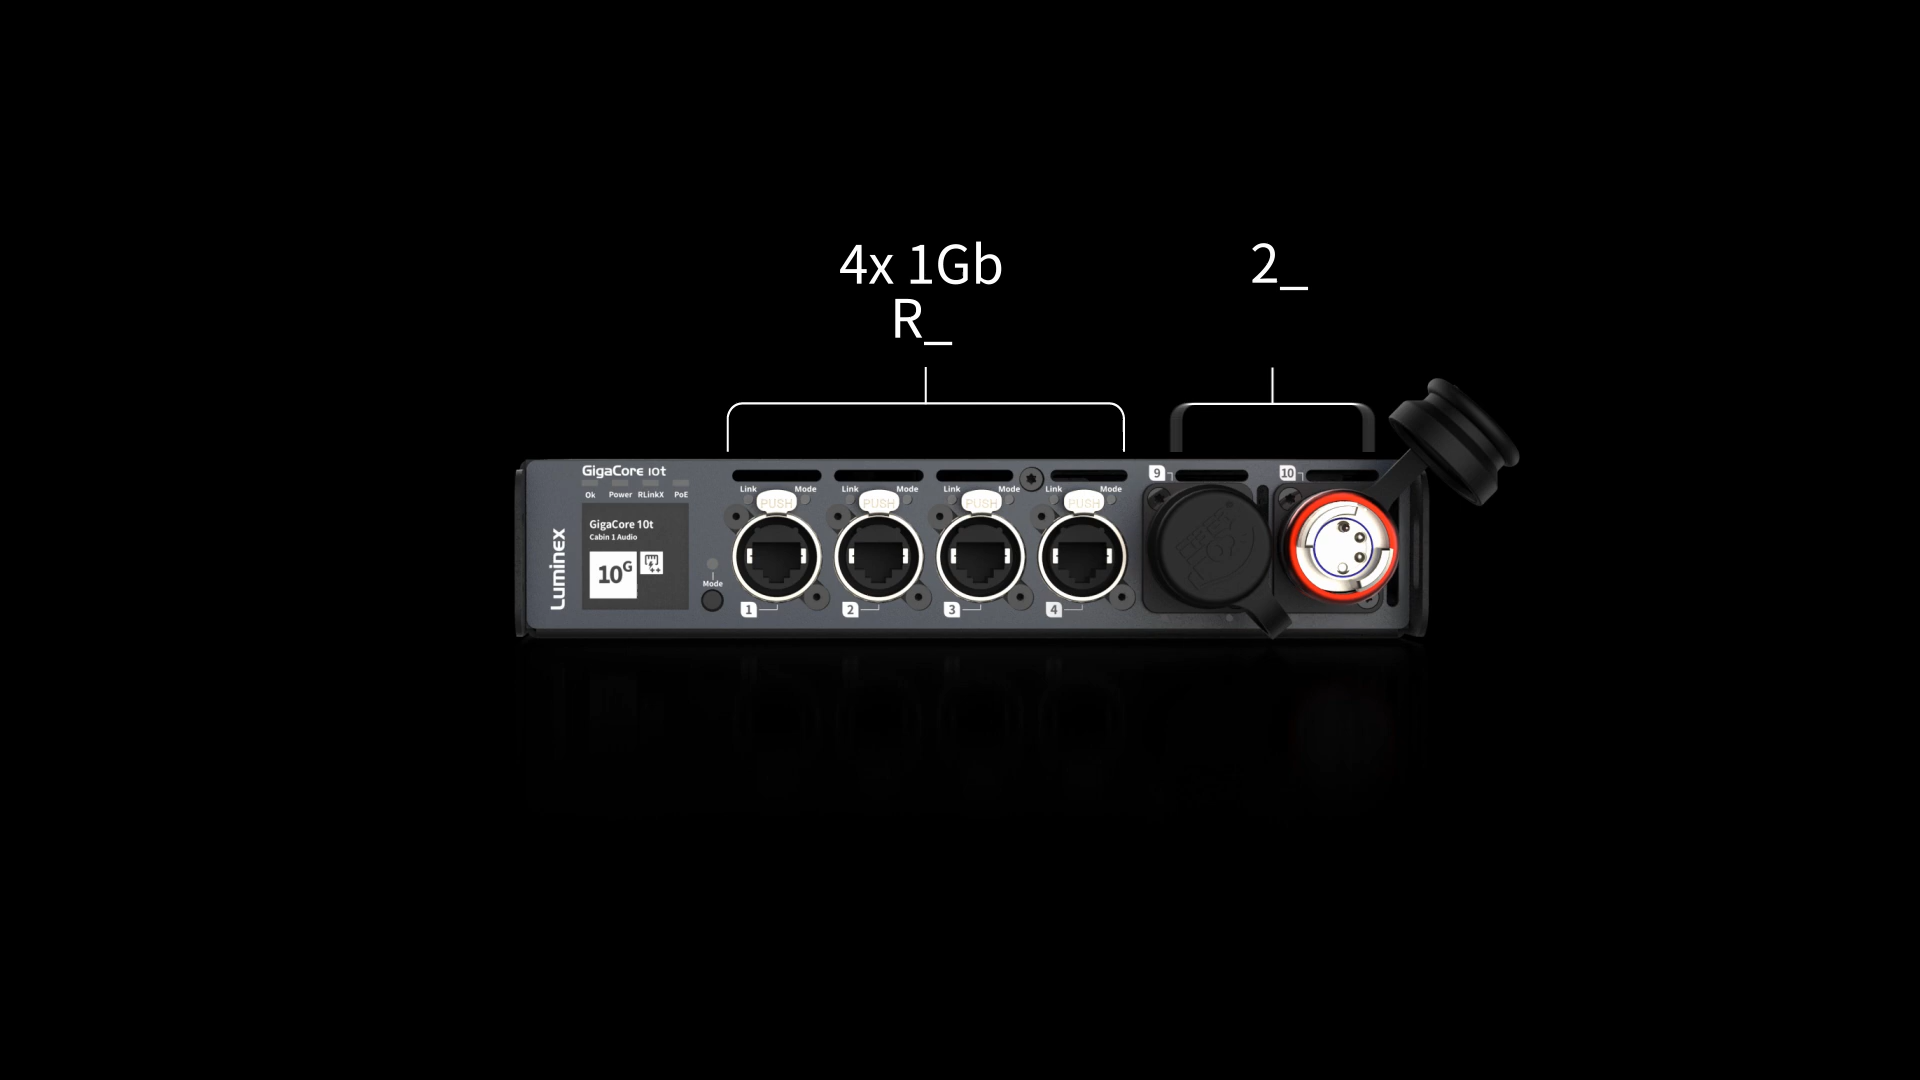 4x 1Gb
R_
2_
GigaCore 10t
Ok Power RLinkX PoE
Luminex
GigaCore 10t
Cabin 1 Audio
10G
Mode
Link Mode
PUSH
1
Link Mode
PUSH
2
Link Mode
PUSH
3
Link Mode
PUSH
4
9
10